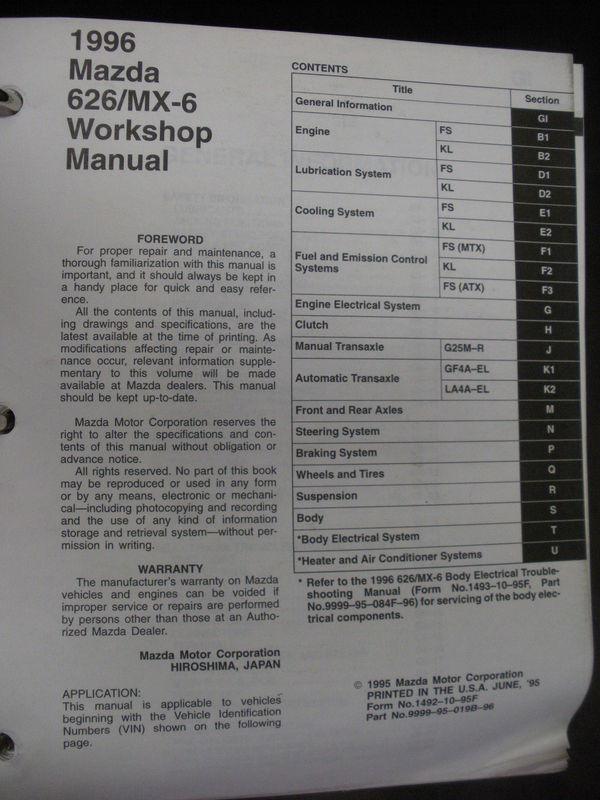 1996
Mazda
626/MX-6
Workshop
Manual
FOREWORD
For proper repair and maintenance, a
thorough familiarization with this manual is
important, and it should always be kept in
a handy place for quick and easy refer-
ence.
All the contents of this manual, includ-
ing drawings and specifications, are the
latest available at the time of printing. As
modifications affecting repair or mainte-
nance occur, relevant information supple-
mentary to this volume will be made
available at Mazda dealers. This manual
should be kept up-to-date.
Mazda Motor Corporation reserves the
right to alter the specifications and con-
tents of this manual without obligation or
advance notice.
All rights reserved. No part of this book
may be reproduced or used in any form
or by any means, electronic or mechani-
cal—including photocopying and recording
and the use of any kind of information
storage and retrieval system—without per-
mission in writing.
WARRANTY
The manufacturer's warranty on Mazda
vehicles and engines can be voided if
improper service or repairs are performed
by persons other than those at an Autho-
rized Mazda Dealer.
Mazda Motor Corporation
HIROSHIMA, JAPAN
APPLICATION:
This manual is applicable to vehicles
beginning with the Vehicle Identification
Numbers (VIN) shown on the following
page.
CONTENTS
Title Section
General Information GI
Engine FS B1
KL B2
Lubrication System FS D1
KL D2
Cooling System FS E1
KL E2
Fuel and Emission Control
Systems FS (MTX) F1
KL F2
FS (ATX) F3
Engine Electrical System G
Clutch H
Manual Transaxle G25M–R J
Automatic Transaxle GF4A–EL K1
LA4A–EL K2
Front and Rear Axles M
Steering System N
Braking System P
Wheels and Tires Q
Suspension R
Body S
*Body Electrical System T
*Heater and Air Conditioner Systems U
* Refer to the 1996 626/MX-6 Body Electrical Trouble-
shooting Manual (Form No.1493–10–95F, Part
No.9999–95–084F–96) for servicing of the body elec-
trical components.
© 1995 Mazda Motor Corporation
PRINTED IN THE U.S.A. JUNE, '95
Form No.1492–10–95F
Part No.9999–95–019B–96